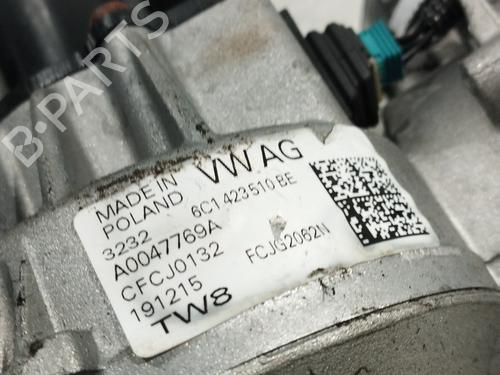 MADE IN
POLAND
VW AG
3232
6C1 423 510 BE
A0047769A
CFCJ0132
FCJG2062N
191215
TW8
B-PARTS